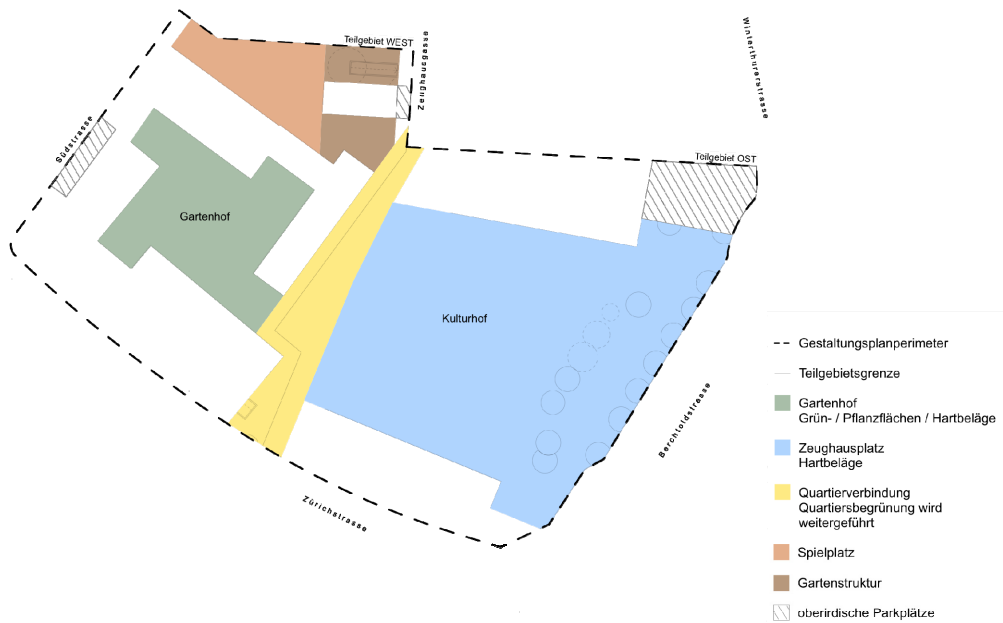 Teilgebiet WEST
Zeughausgasse
Winterthurerstrasse
Südstrasse
Teilgebiet OST
Gartenhof
Kulturhof
Berchtoldstrasse
Zürichstrasse
Gestaltungsplanperimeter
Teilgebietsgrenze
Gartenhof
Grün- / Pflanzflächen / Hartbeläge
Zeughausplatz
Hartbeläge
Quartierverbindung
Quartiersbegrünung wird
weitergeführt
Spielplatz
Gartenstruktur
oberirdische Parkplätze